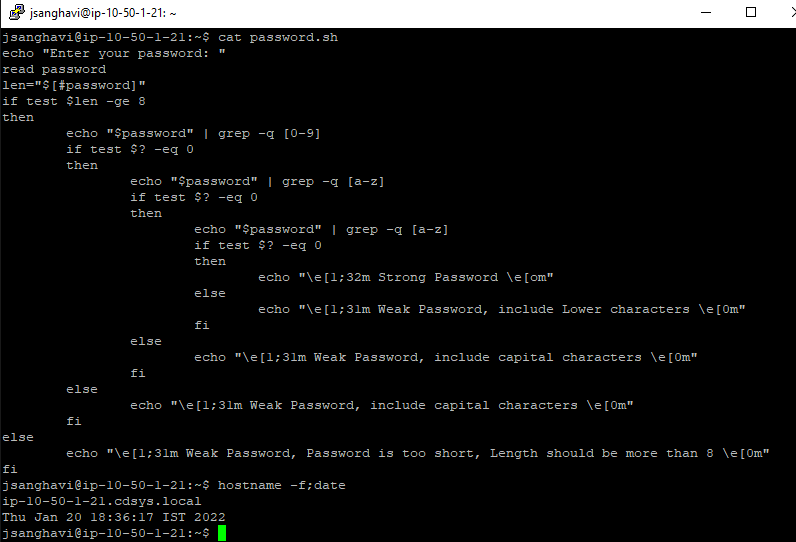 jsanghavi@ip-10-50-1-21: ~
jsanghavi@ip-10-50-1-21:~$ cat password.sh
echo "Enter your password: "
read password
len="$[#password]"
if test $len -ge 8
then
        echo "$password" | grep -q [0-9]
        if test $? -eq 0
        then
                echo "$password" | grep -q [a-z]
                if test $? -eq 0
                then
                        echo "$password" | grep -q [a-z]
                        if test $? -eq 0
                        then
                                echo "\e[1;32m Strong Password \e[om"
                        else
                                echo "\e[1;31m Weak Password, include Lower characters \e[0m"
                        fi
                else
                        echo "\e[1;31m Weak Password, include capital characters \e[0m"
                fi
        else
                echo "\e[1;31m Weak Password, include capital characters \e[0m"
        fi
else
        echo "\e[1;31m Weak Password, Password is too short, Length should be more than 8 \e[0m"
fi
jsanghavi@ip-10-50-1-21:~$ hostname -f;date
ip-10-50-1-21.cdsys.local
Thu Jan 20 18:36:17 IST 2022
jsanghavi@ip-10-50-1-21:~$